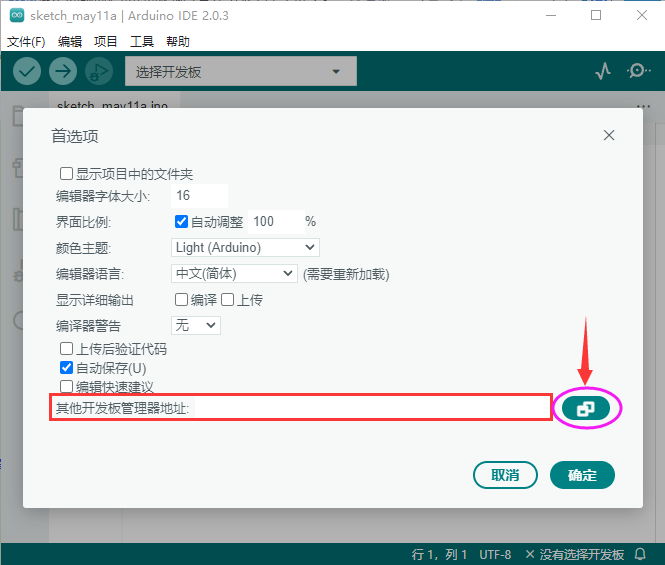 sketch_may11a | Arduino IDE 2.0.3
文件(F) 编辑 项目 工具 帮助
选择开发板
sketch_may11a.ino
首选项
显示项目中的文件夹
编辑器字体大小: 16
界面比例: 自动调整 100 %
颜色主题: Light (Arduino)
编辑器语言: 中文(简体) (需要重新加载)
显示详细输出 编译 上传
编译器警告 无
上传后验证代码
自动保存(U)
编辑快速建议
其他开发板管理器地址:
取消 确定
行 1，列 1 UTF-8 没有选择开发板